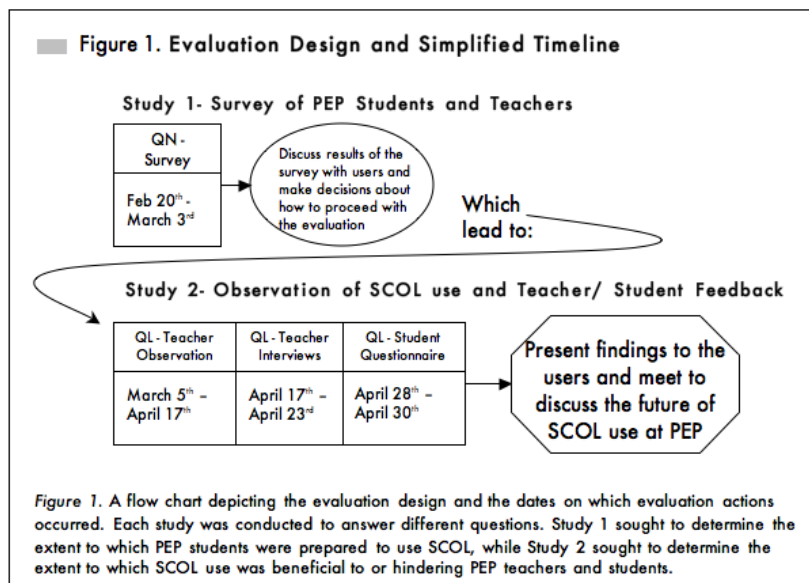 Figure 1. Evaluation Design and Simplified Timeline
Study 1- Survey of PEP Students and Teachers
QN -
Survey
Feb 20th -
March 3rd
Discuss results of the
survey with users and
make decisions about
how to proceed with
the evaluation
Which
lead to:
Study 2- Observation of SCOL use and Teacher/ Student Feedback
QL - Teacher
Observation
March 5th –
April 17th
QL - Teacher
Interviews
April 17th –
April 23rd
QL - Student
Questionnaire
April 28th –
April 30th
Present findings to the
users and meet to
discuss the future of
SCOL use at PEP
Figure 1. A flow chart depicting the evaluation design and the dates on which evaluation actions
occurred. Each study was conducted to answer different questions. Study 1 sought to determine the
extent to which PEP students were prepared to use SCOL, while Study 2 sought to determine the
extent to which SCOL use was beneficial to or hindering PEP teachers and students.